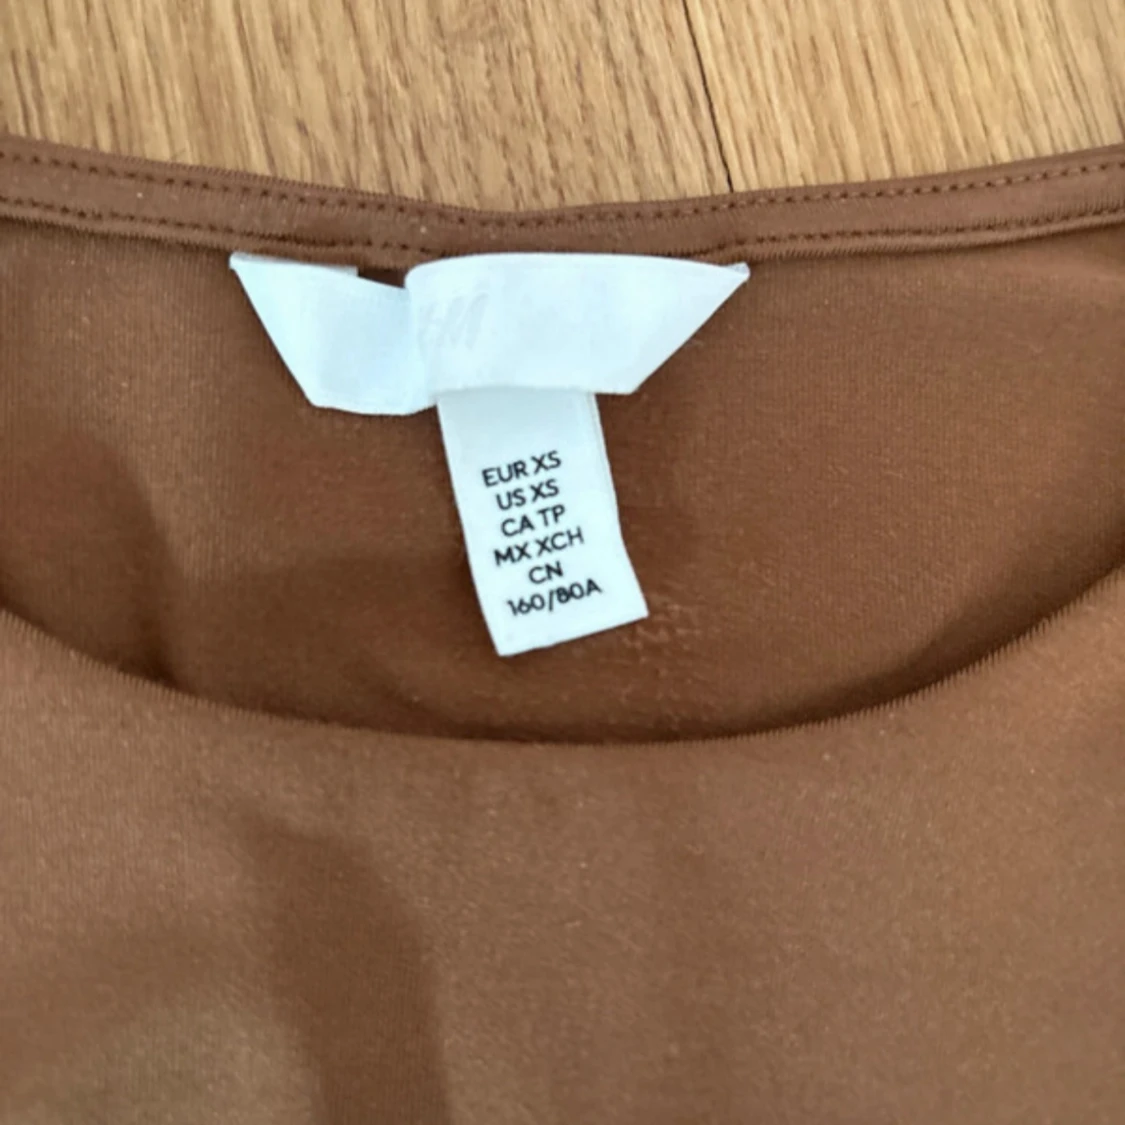 H&M
EUR XS
US XS
CA TP
MX XCH
CN
160/80A